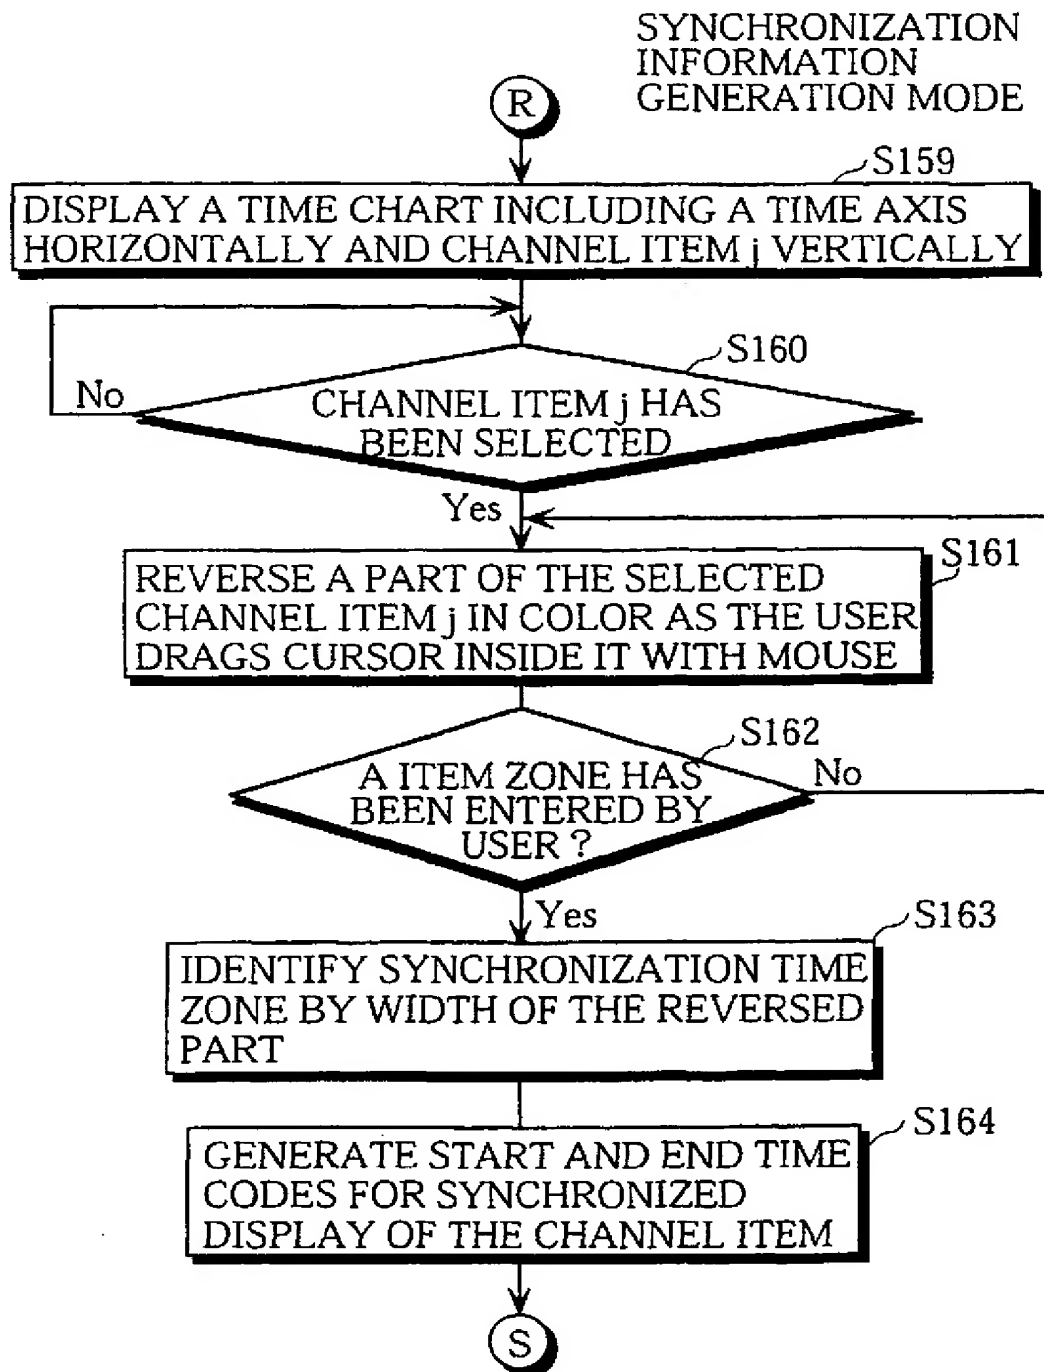 SYNCHRONIZATION
INFORMATION
GENERATION MODE
R
S159
DISPLAY A TIME CHART INCLUDING A TIME AXIS
HORIZONTALLY AND CHANNEL ITEM j VERTICALLY
S160
No
CHANNEL ITEM j HAS
BEEN SELECTED
Yes
S161
REVERSE A PART OF THE SELECTED
CHANNEL ITEM j IN COLOR AS THE USER
DRAGS CURSOR INSIDE IT WITH MOUSE
S162
A ITEM ZONE HAS
BEEN ENTERED BY
USER ?
No
Yes
S163
IDENTIFY SYNCHRONIZATION TIME
ZONE BY WIDTH OF THE REVERSED
PART
S164
GENERATE START AND END TIME
CODES FOR SYNCHRONIZED
DISPLAY OF THE CHANNEL ITEM
S